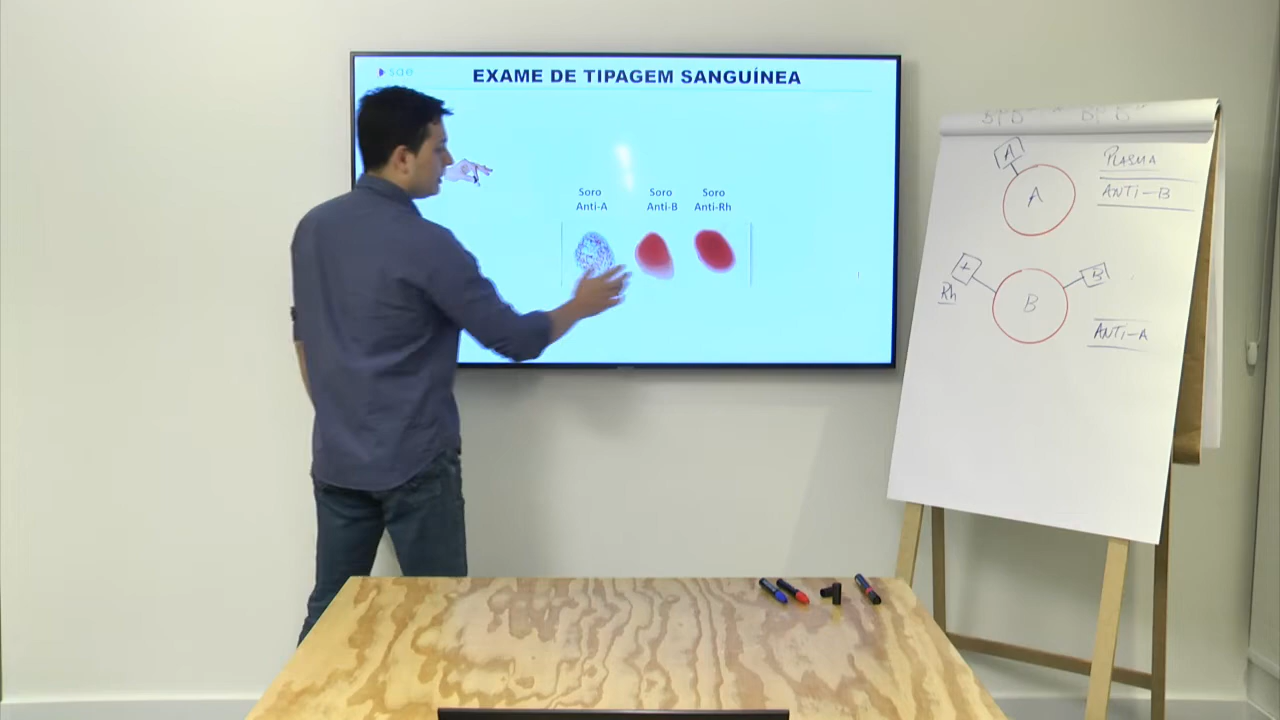 sae
EXAME DE TIPAGEM SANGUÍNEA
Soro
Anti-A
Soro
Anti-B
Soro
Anti-Rh
A
A
PLASMA
ANTI-B
+
Rh
B
B
ANTI-A